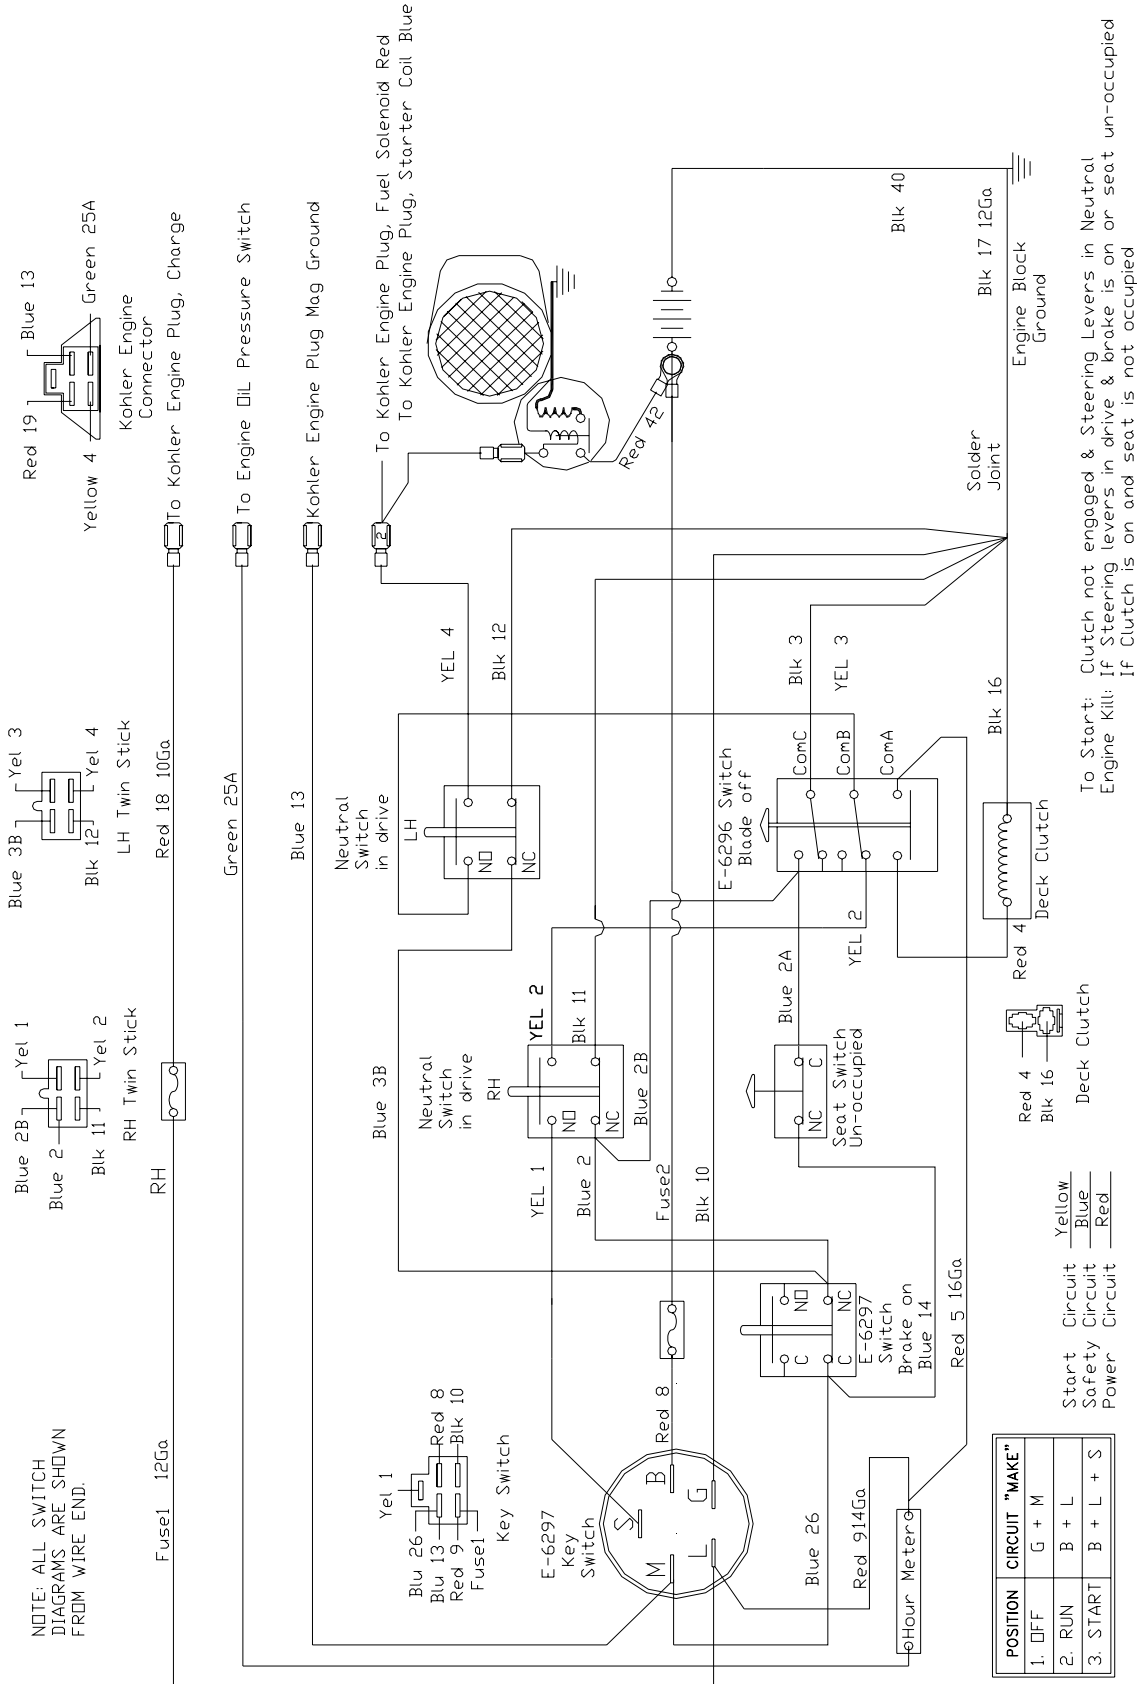 NOTE: ALL SWITCH
DIAGRAMS ARE SHOWN
FROM WIRE END.
Blue 2B
Yel 1
Blue 2
Blk 11
Yel 2
RH Twin Stick
Blue 3B
Yel 3
Blk 12
Yel 4
LH Twin Stick
Red 19
Blue 13
Yellow 4
Green 25A
Kohler Engine
Connector
Fuse1 12Ga
RH
Red 18 10Ga
To Kohler Engine Plug, Charge
Green 25A
To Engine OiL Pressure Switch
Blue 13
Kohler Engine Plug Mag Ground
2
To Kohler Engine Plug, Fuel Solenoid Red
To Kohler Engine Plug, Starter Coil Blue
Neutral
Switch
in drive
LH
NO
NC
YEL 4
Blk 12
Red 42
Blue 3B
Neutral
Switch
in drive
RH
NO
NC
YEL 1
YEL 2
Blue 2
Blk 11
Blue 2B
Yel 1
Blu 26
Blu 13
Red 9
Fuse1
Red 8
Blk 10
Key Switch
E-6297
Key
Switch
S
M
B
L
G
Red 8
Fuse2
Blk 10
E-6296 Switch
Blade off
ComC
ComB
ComA
Blk 3
YEL 3
Blue 2A
YEL 2
NC
C
Seat Switch
Un-occupied
C
NO
C
NC
E-6297
Switch
Brake on
Blue 14
Blue 26
Red 914Ga
Hour Meter
Red 5 16Ga
Red 4
Deck Clutch
Blk 16
Solder
Joint
Blk 40
Blk 17 12Ga
Engine Block
Ground
Red 4
Blk 16
Deck Clutch
POSITION CIRCUIT "MAKE"
1. OFF G + M
2. RUN B + L
3. START B + L + S
Start Circuit Yellow
Safety Circuit Blue
Power Circuit Red
To Start: Clutch not engaged & Steering Levers in Neutral
Engine Kill: If Steering levers in drive & brake is on or seat un-occupied
If Clutch is on and seat is not occupied